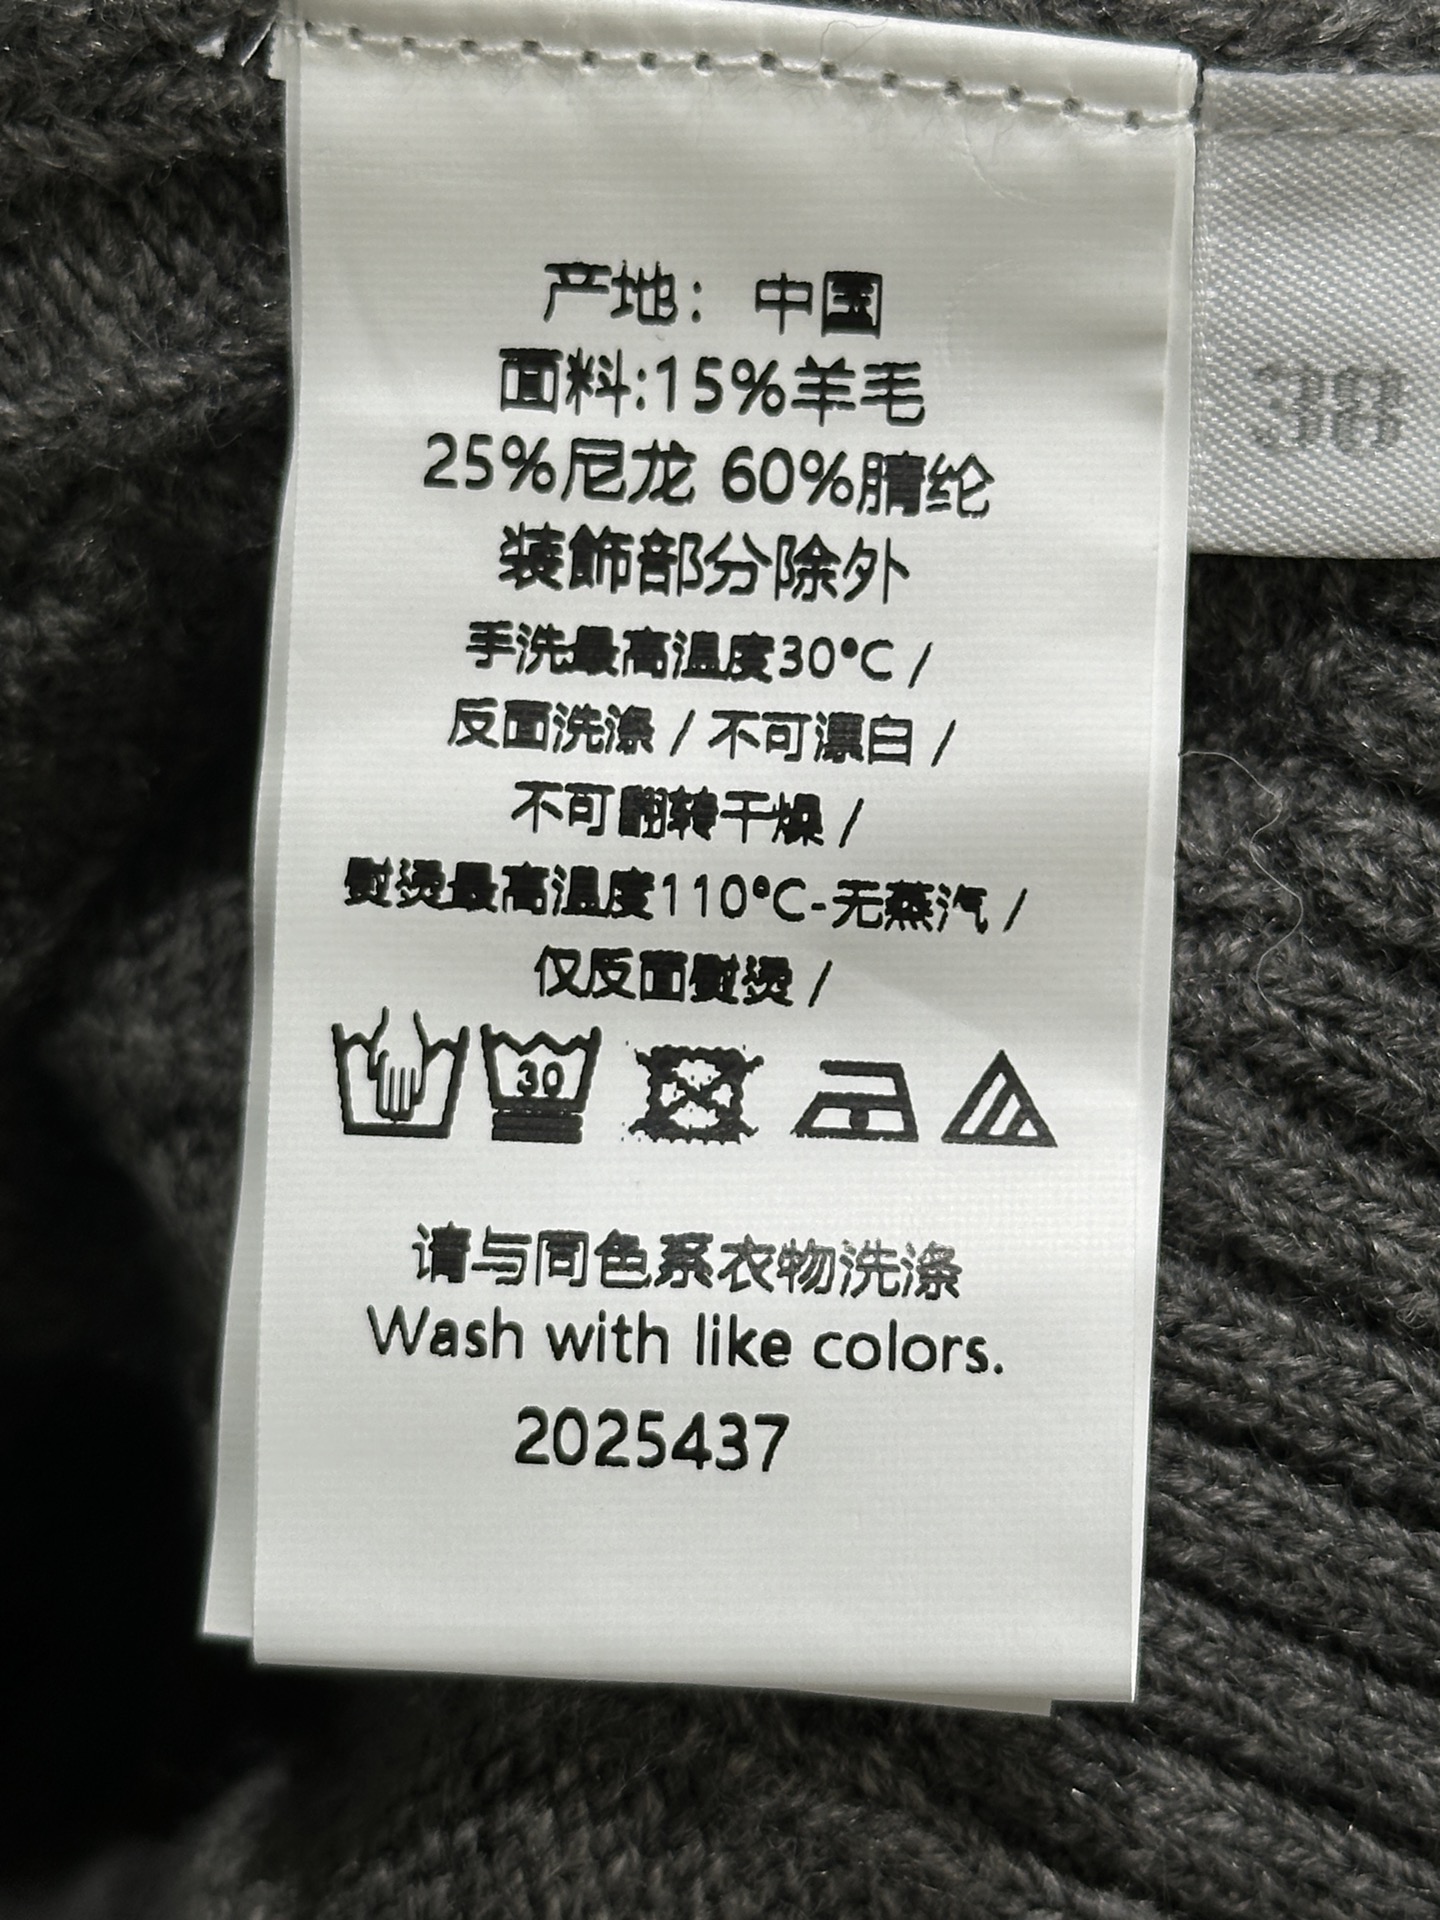 产地：中国
面料:15%羊毛
25%尼龙 60%腈纶
装飾部分除外
手洗最高温度30°C /
反面洗涤 / 不可漂白 /
不可翻转干燥 /
熨烫最高温度110°C-无蒸汽 /
仅反面熨烫 /
30
请与同色系衣物洗涤
Wash with like colors.
2025437
38